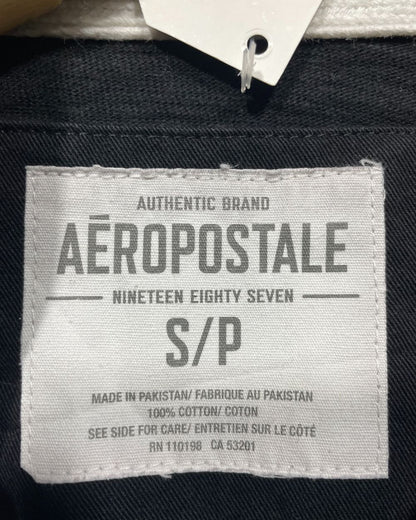 AUTHENTIC BRAND
AĒROPOSTALE
NINETEEN EIGHTY SEVEN
S/P
MADE IN PAKISTAN/ FABRIQUE AU PAKISTAN
100% COTTON/ COTON
SEE SIDE FOR CARE/ ENTRETIEN SUR LE CÔTÉ
RN 110198 CA 53201